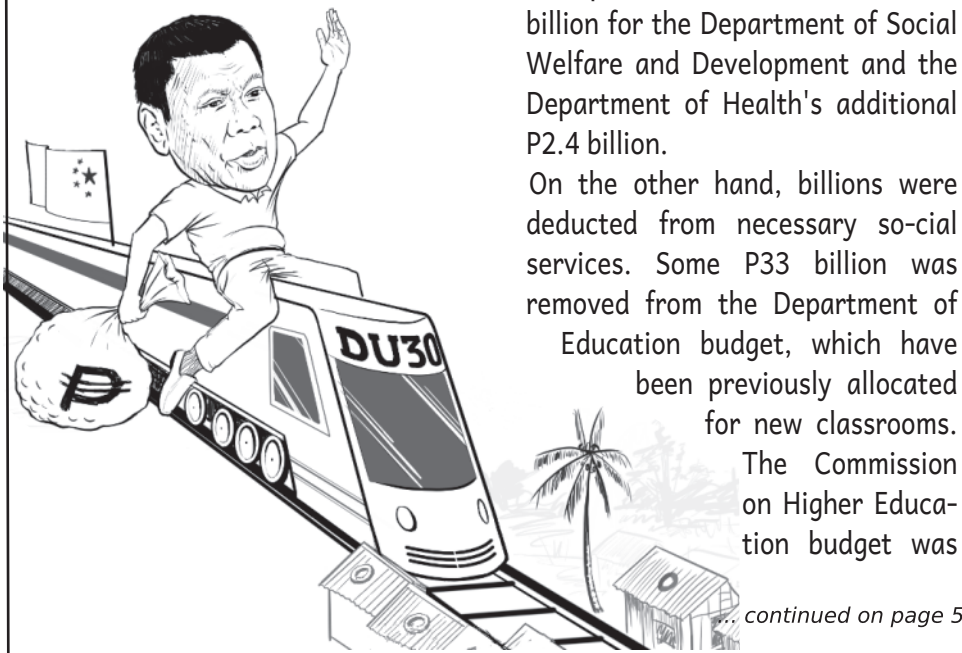 billion for the Department of Social
Welfare and Development and the
Department of Health's additional
P2.4 billion.
On the other hand, billions were
deducted from necessary so-cial
services. Some P33 billion was
removed from the Department of
Education budget, which have
been previously allocated
for new classrooms.
The Commission
on Higher Educa-
tion budget was
... continued on page 5
DU30
₱